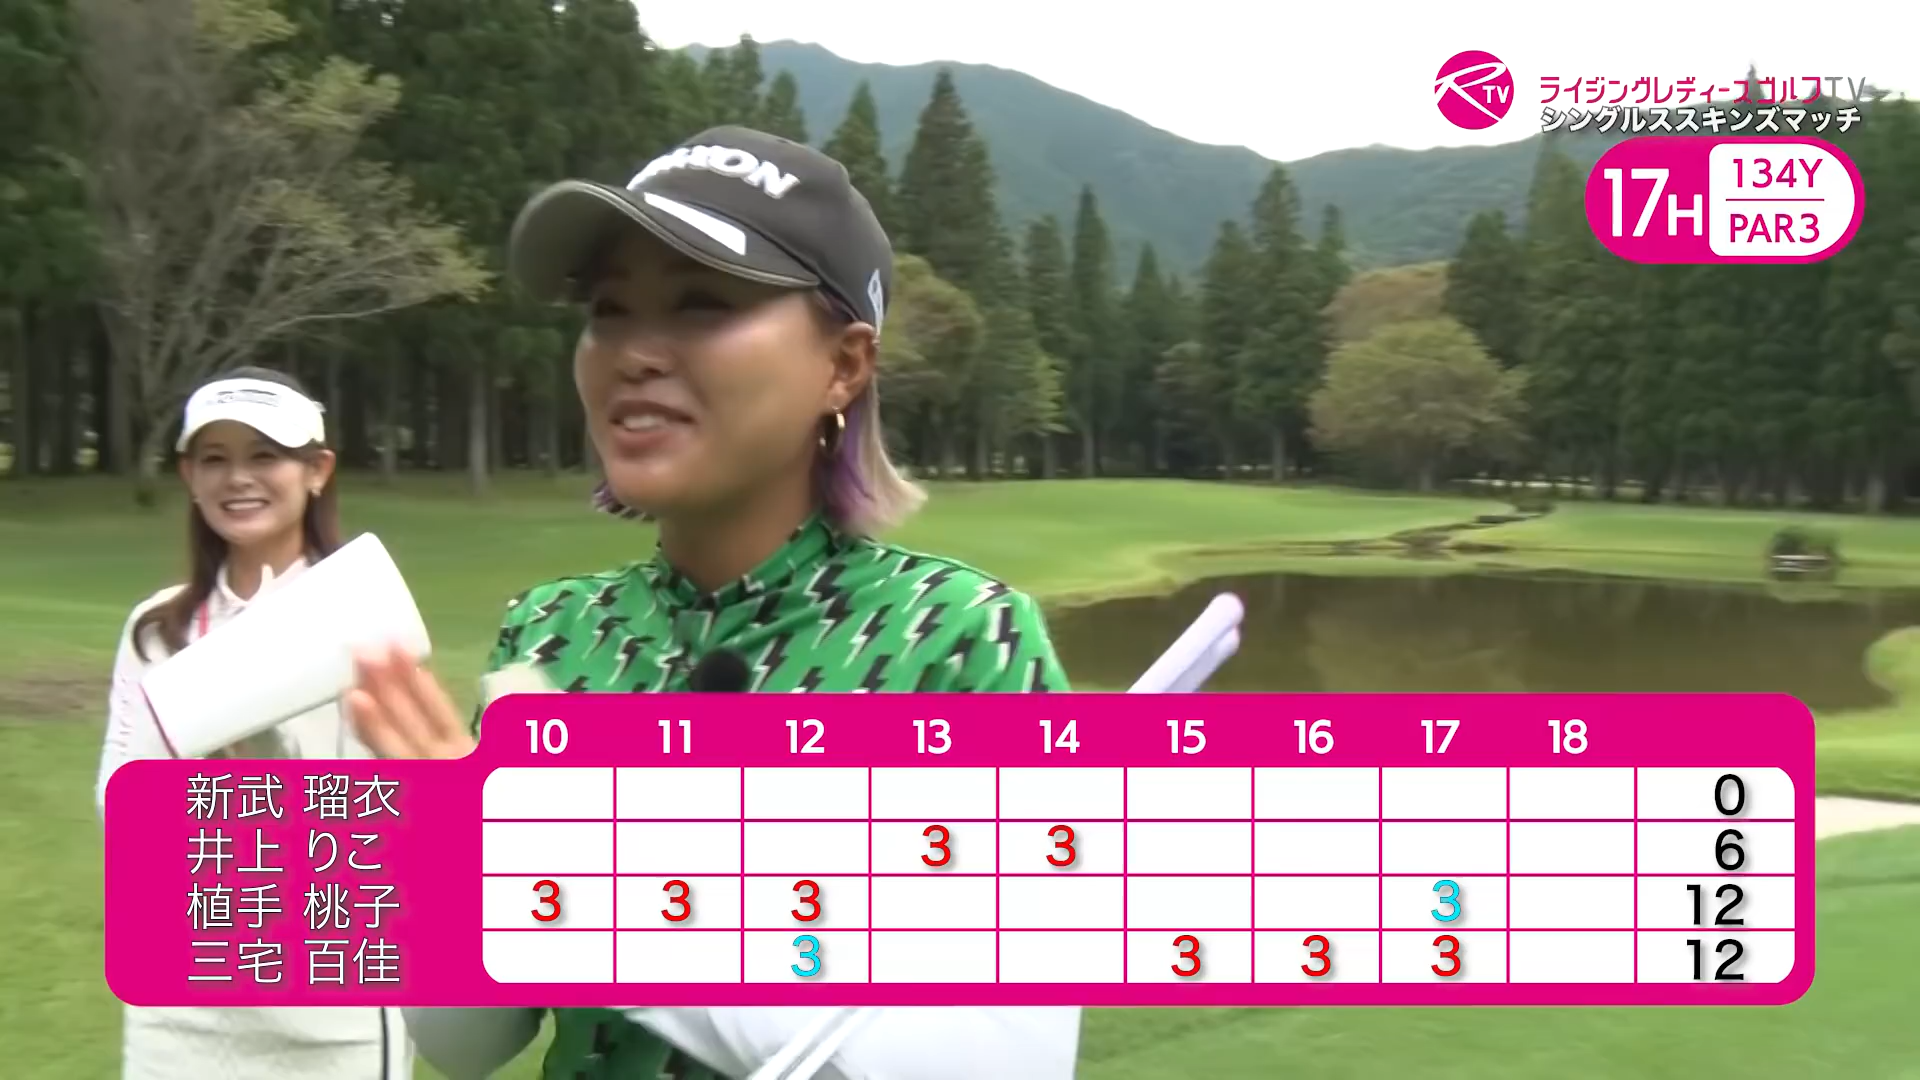 R TV
ライジングレディースゴルフTV
シングルススキンズマッチ
17H
134Y
PAR3
10 11 12 13 14 15 16 17 18
新武 瑠衣 0
井上 りこ 3 3 6
植手 桃子 3 3 3 3 12
三宅 百佳 3 3 3 3 12